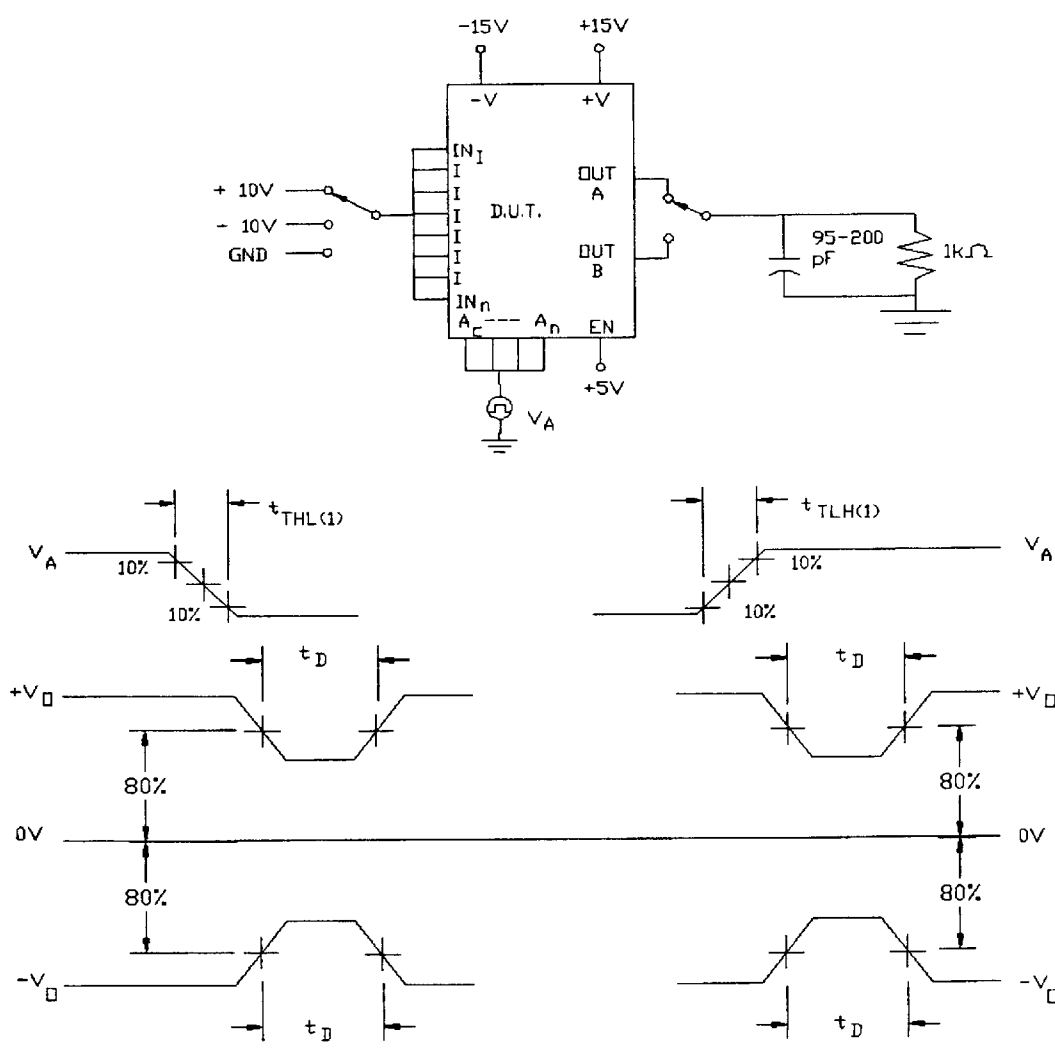 -15V +15V
-V +V
IN1
I
I
I
I
I
I
INn
+ 10V
- 10V
GND
D.U.T.
OUT
A
OUT
B
95-200
pF
1kΩ
AC ---- An EN
+5V
VA
tTHL(1) tTLH(1)
VA VA
10% 10%
10% 10%
tD tD
+VO +VO
80% 80%
0V 0V
80% 80%
-VO -VO
tD tD